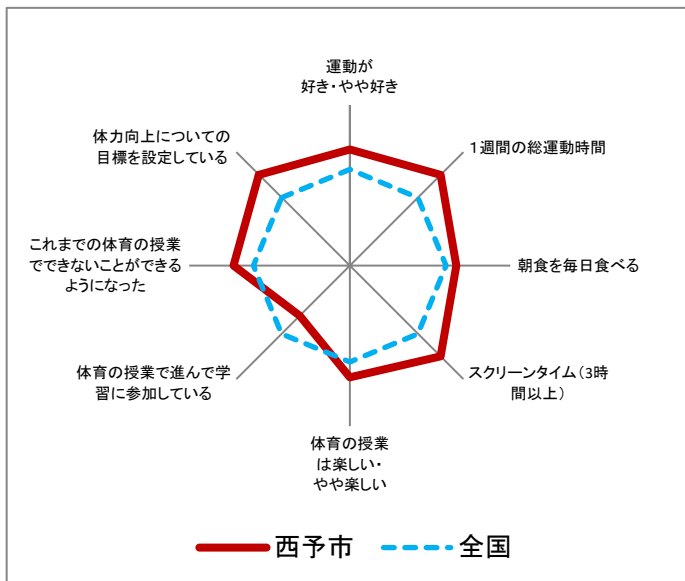 運動が
好き・やや好き
１週間の総運動時間
朝食を毎日食べる
スクリーンタイム（３時
間以上）
体育の授業
は楽しい・
やや楽しい
体育の授業で進んで学
習に参加している
これまでの体育の授業
でできないことができる
ようになった
体力向上についての
目標を設定している
西予市
全国